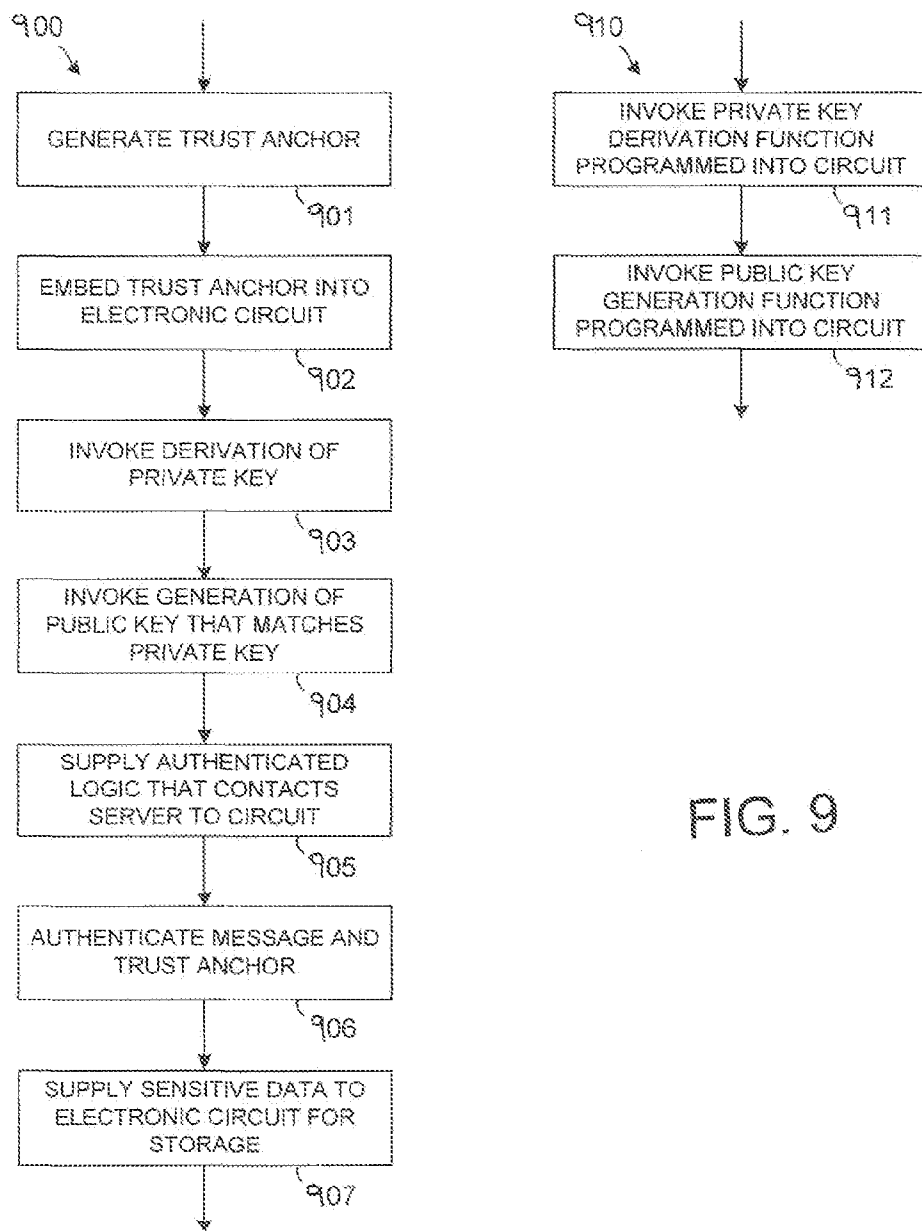 900
GENERATE TRUST ANCHOR
901
EMBED TRUST ANCHOR INTO
ELECTRONIC CIRCUIT
902
INVOKE DERIVATION OF
PRIVATE KEY
903
INVOKE GENERATION OF
PUBLIC KEY THAT MATCHES
PRIVATE KEY
904
SUPPLY AUTHENTICATED
LOGIC THAT CONTACTS
SERVER TO CIRCUIT
905
AUTHENTICATE MESSAGE AND
TRUST ANCHOR
906
SUPPLY SENSITIVE DATA TO
ELECTRONIC CIRCUIT FOR
STORAGE
907
910
INVOKE PRIVATE KEY
DERIVATION FUNCTION
PROGRAMMED INTO CIRCUIT
911
INVOKE PUBLIC KEY
GENERATION FUNCTION
PROGRAMMED INTO CIRCUIT
912
FIG. 9